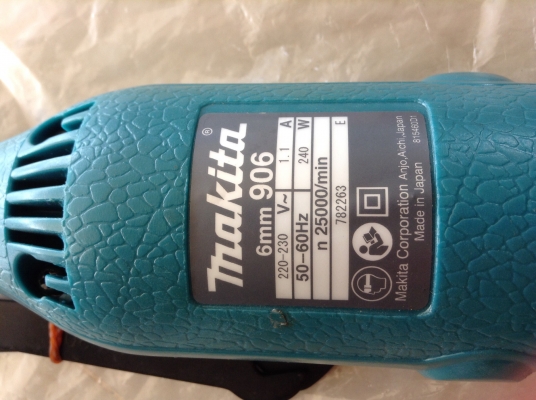 makita®
6mm 906
220-230 V~ 1.1 A
50-60Hz 240 W
n 25000/min
782263 E
Makita Corporation Anjo, Aichi, Japan
Made in Japan